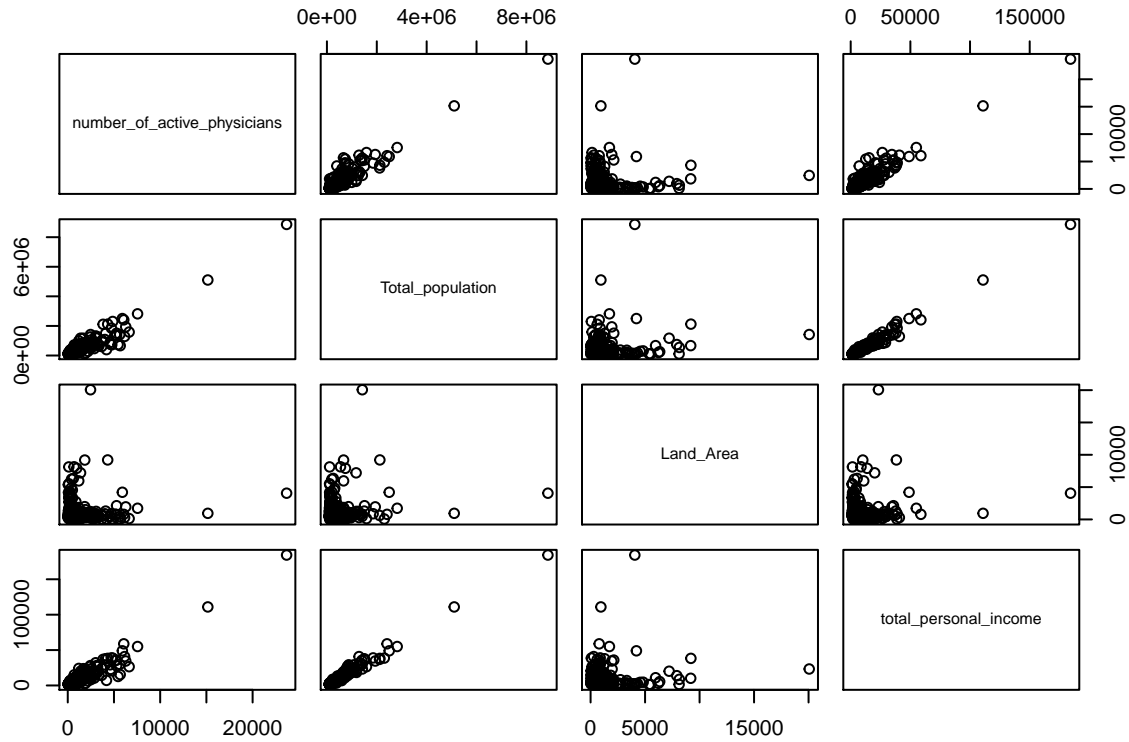 0e+00 4e+06 8e+06
0 50000 150000
number_of_active_physicians
0 10000
Total_population
0e+00 6e+06
Land_Area
0 10000
total_personal_income
0 100000
0 10000 20000
0 5000 15000